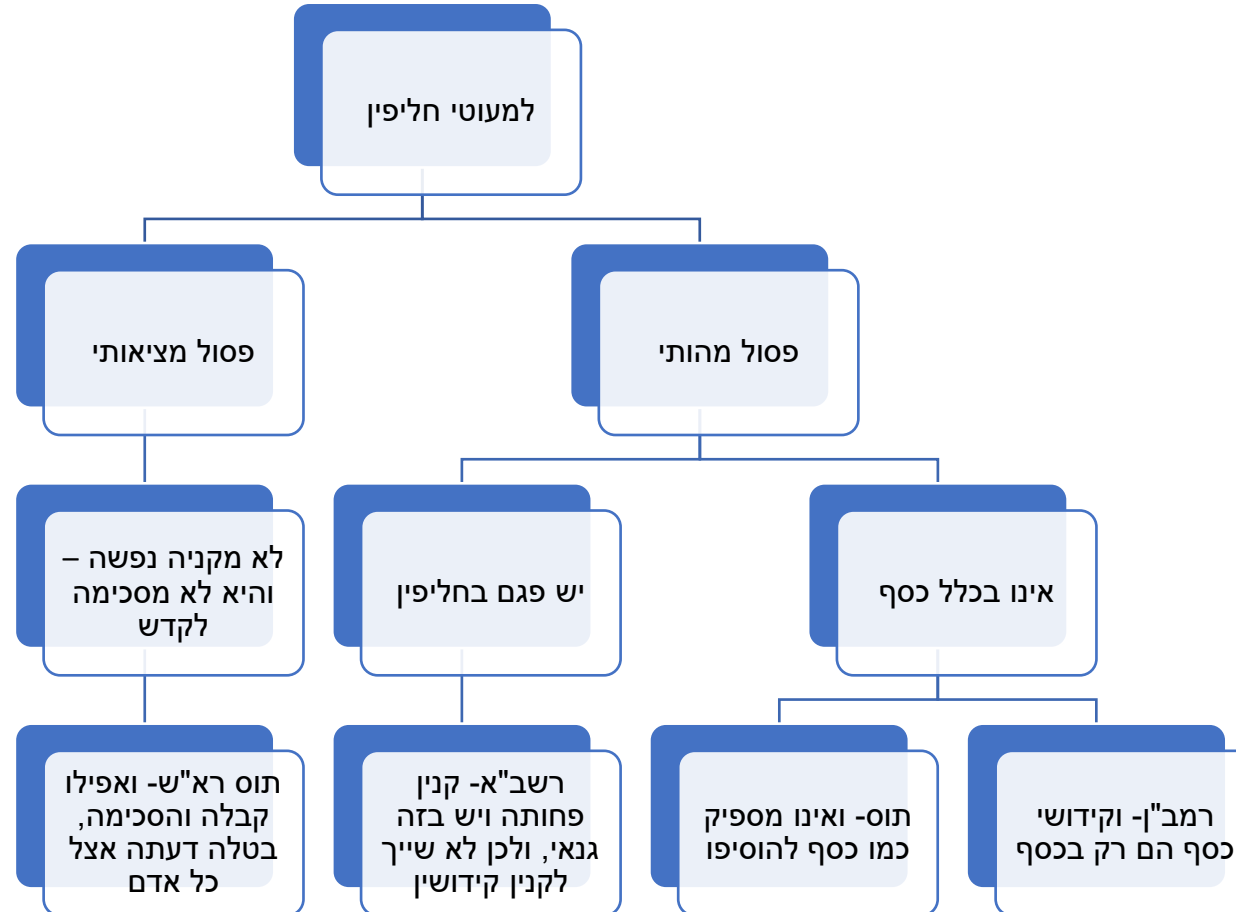 למעוטי חליפין
פסול מהותי
פסול מציאותי
אינו בכלל כסף
יש פגם בחליפין
לא מקניה נפשה –
והיא לא מסכימה
לקדש
רמב"ן- וקידושי
כסף הם רק בכסף
תוס- ואינו מספיק
כמו כסף להוסיפו
רשב"א- קנין
פחותה ויש בזה
גנאי, ולכן לא שייך
לקנין קידושין
תוס רא"ש- ואפילו
קבלה והסכימה,
בטלה דעתה אצל
כל אדם